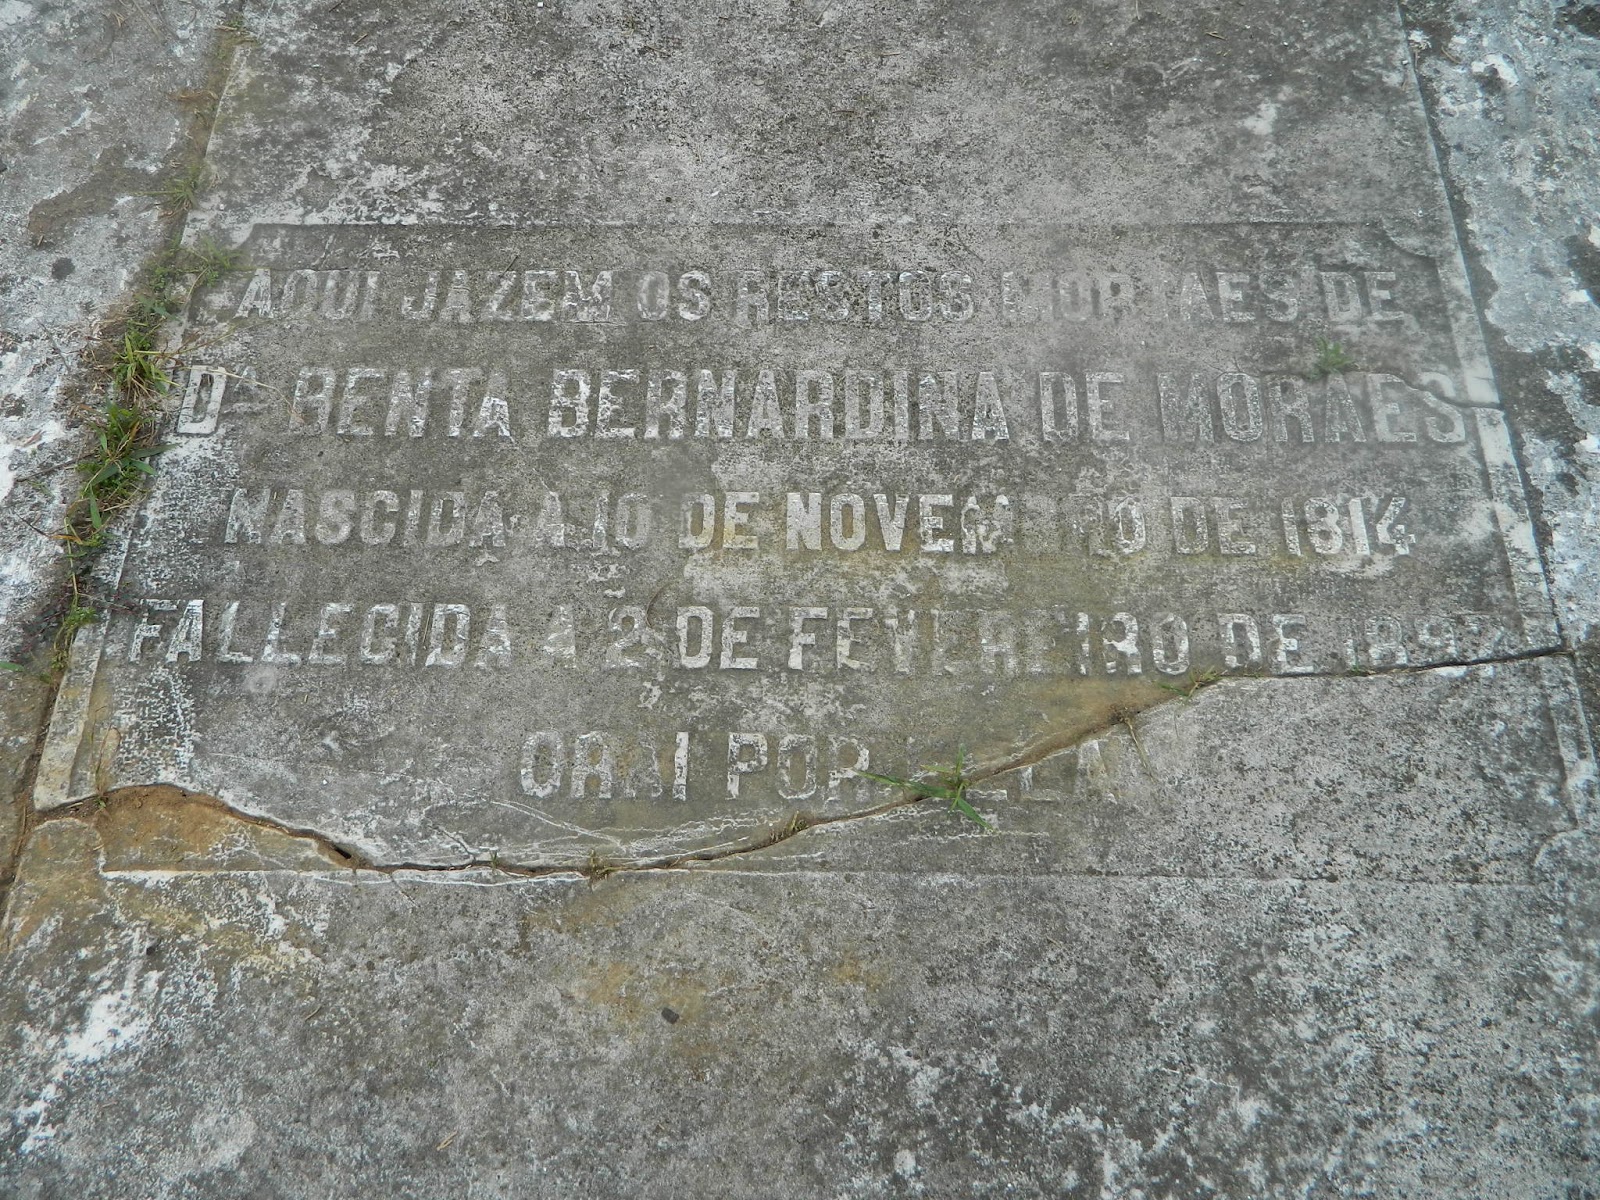 AQUI JAZEM OS RESTOS MORTAES DE
Dª BENTA BERNARDINA DE MORAES
NASCIDA A 10 DE NOVEMBRO DE 1814
FALLECIDA A 2 DE FEVEREIRO DE
ORAI POR ELLA